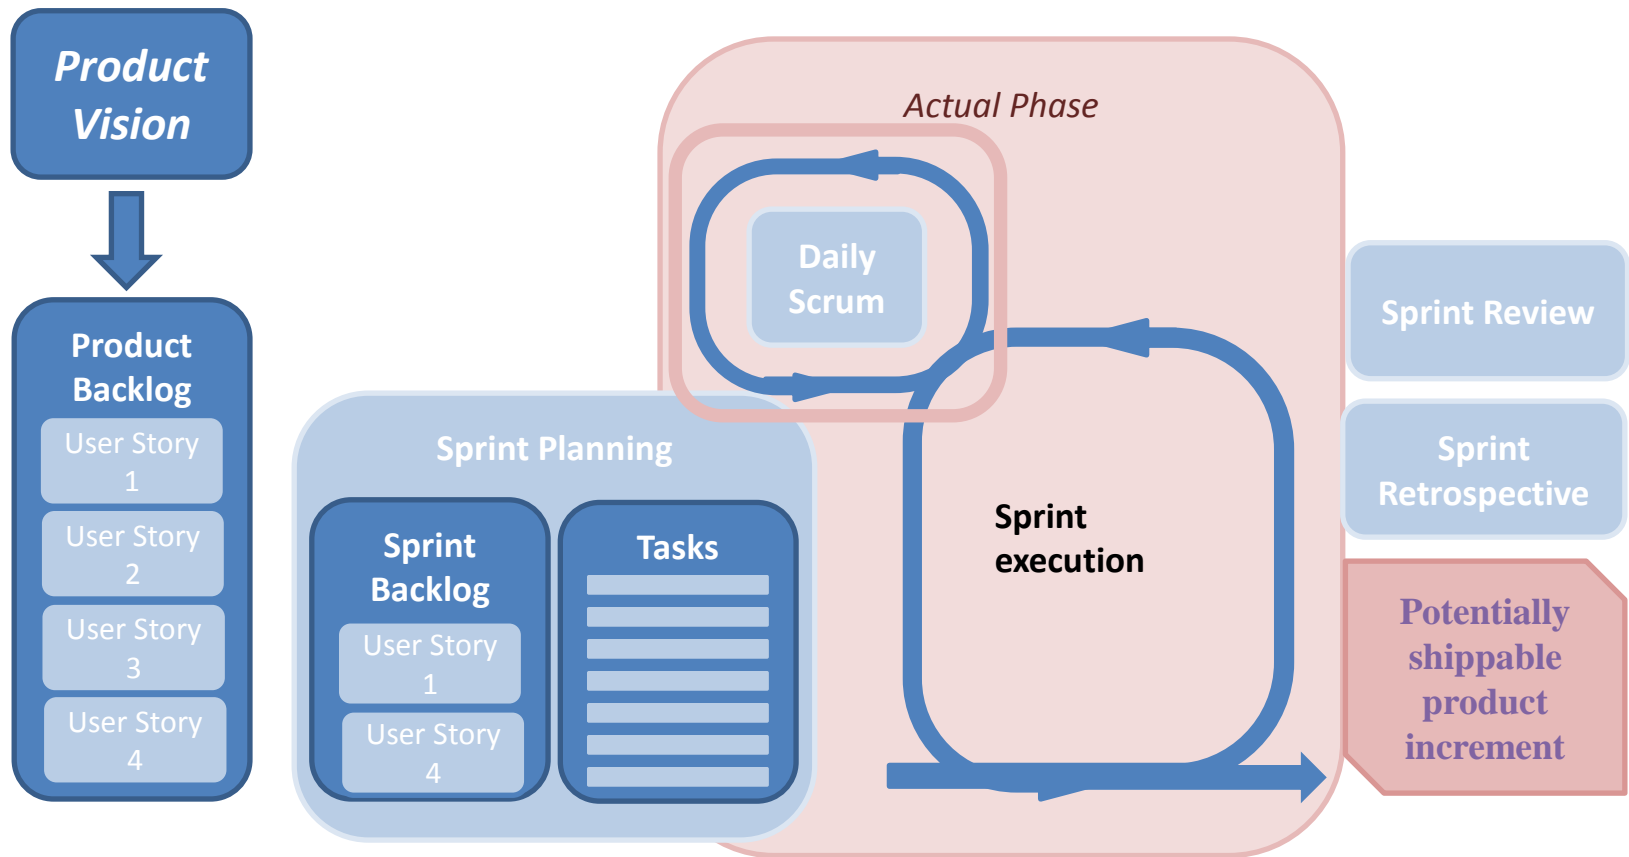 Product
Vision
Product
Backlog
User Story
1
User Story
2
User Story
3
User Story
4
Sprint Planning
Sprint
Backlog
User Story
1
User Story
4
Tasks
Actual Phase
Daily
Scrum
Sprint
execution
Sprint Review
Sprint
Retrospective
Potentially
shippable
product
increment